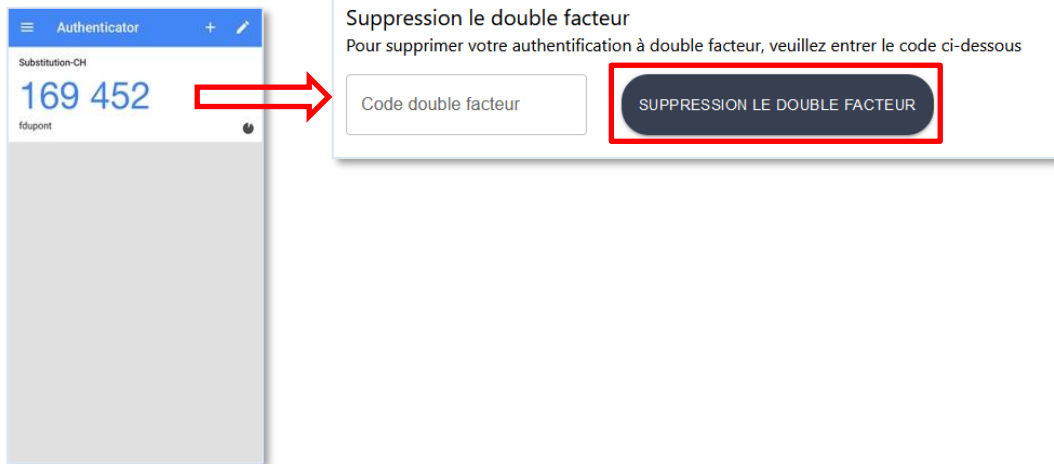 Authenticator
Substitution-CH
169 452
fdupont
Suppression le double facteur
Pour supprimer votre authentification à double facteur, veuillez entrer le code ci-dessous
Code double facteur
SUPPRESSION LE DOUBLE FACTEUR